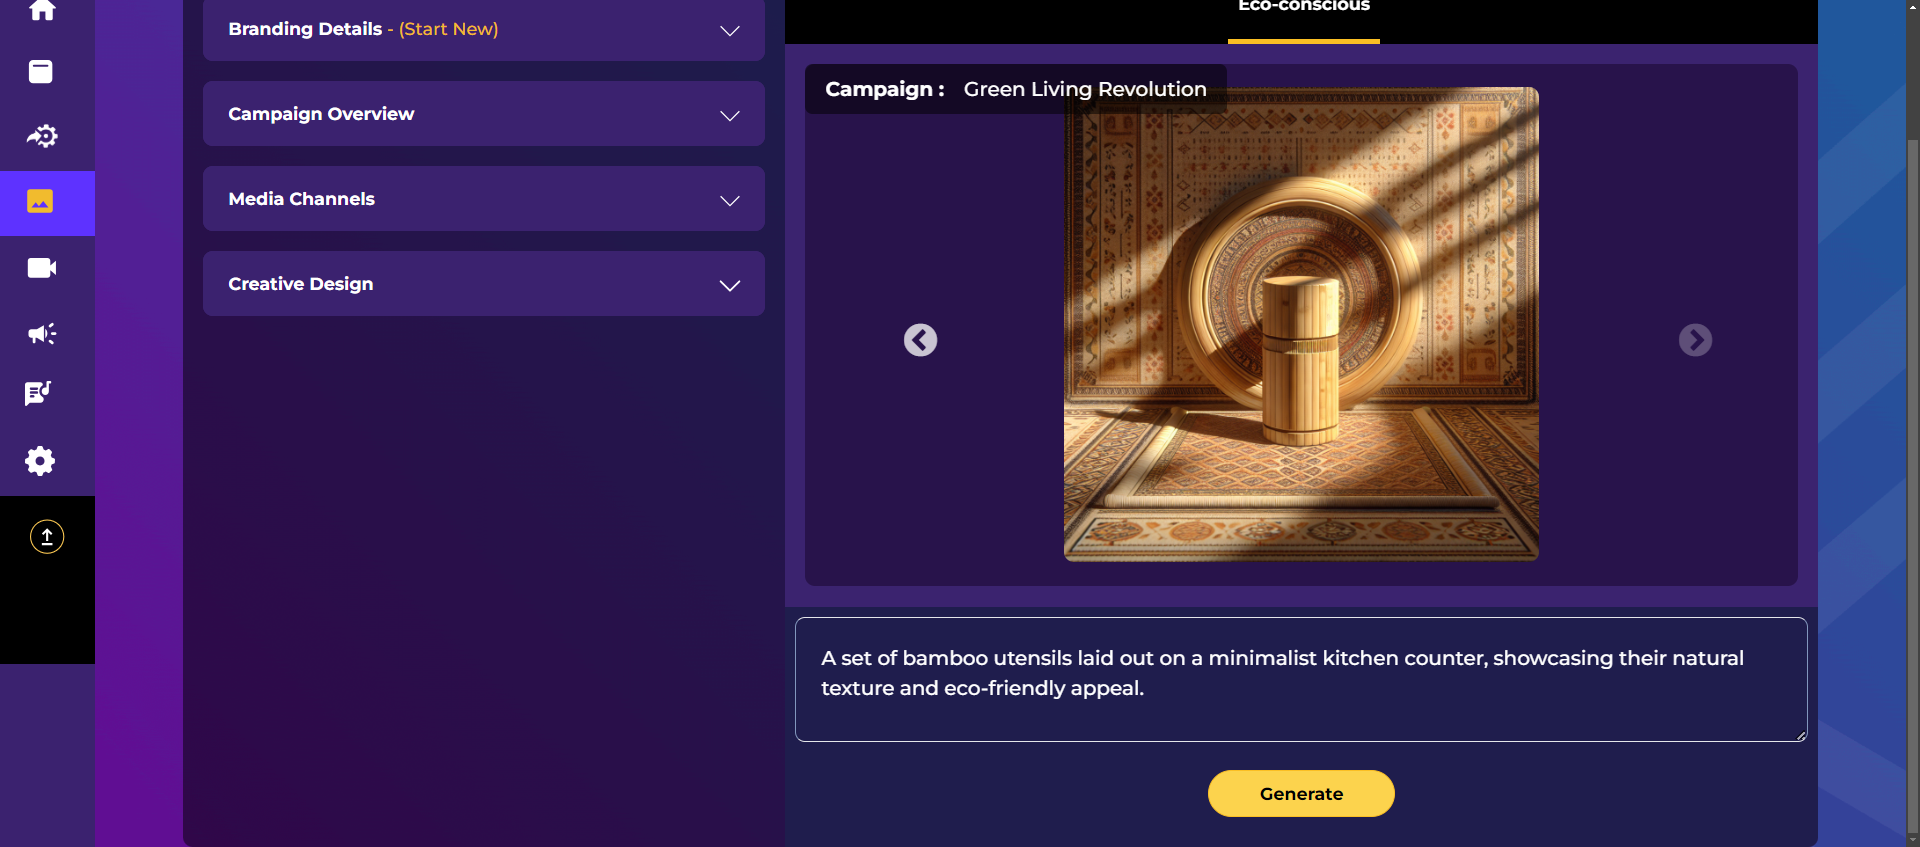 Eco-conscious
Branding Details - (Start New)
Campaign Overview
Media Channels
Creative Design
Campaign : Green Living Revolution
A set of bamboo utensils laid out on a minimalist kitchen counter, showcasing their natural
texture and eco-friendly appeal.
Generate